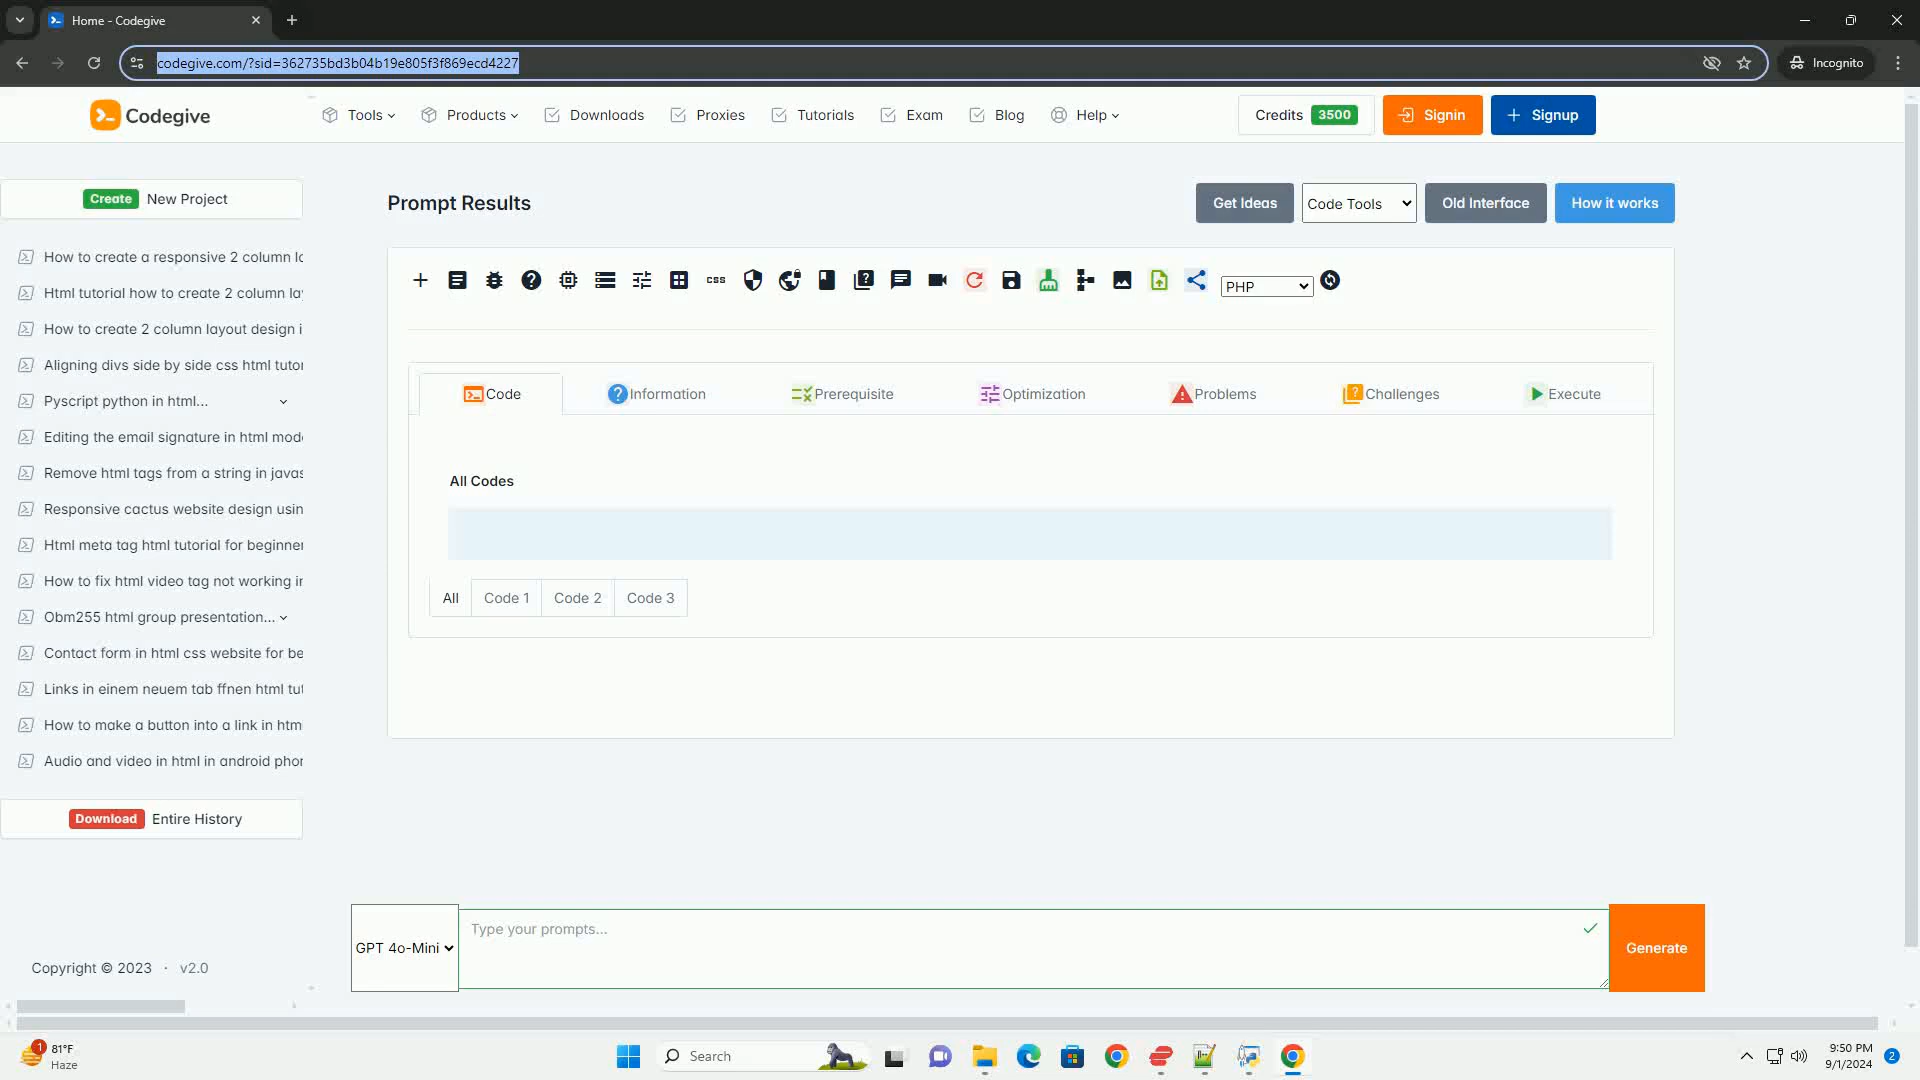 Home - Codegive
codegive.com/?sid=362735bd3b04b19e805f3f869ecd4227
Incognito
Codegive
Tools
Products
Downloads
Proxies
Tutorials
Exam
Blog
Help
Credits 3500
Signin
Signup
Create New Project
How to create a responsive 2 column lo
Html tutorial how to create 2 column la
How to create 2 column layout design i
Aligning divs side by side css html tutor
Pyscript python in html...
Editing the email signature in html mod
Remove html tags from a string in javas
Responsive cactus website design usin
Html meta tag html tutorial for beginner
How to fix html video tag not working in
Obm255 html group presentation...
Contact form in html css website for be
Links in einem neuem tab ffnen html tut
How to make a button into a link in htm
Audio and video in html in android phor
Download Entire History
Copyright © 2023 · v2.0
Prompt Results
Get Ideas
Code Tools
Old Interface
How it works
css
PHP
Code
Information
Prerequisite
Optimization
Problems
Challenges
Execute
All Codes
All
Code 1
Code 2
Code 3
GPT 4o-Mini
Type your prompts...
Generate
1
81°F
Haze
Search
9:50 PM
9/1/2024
2